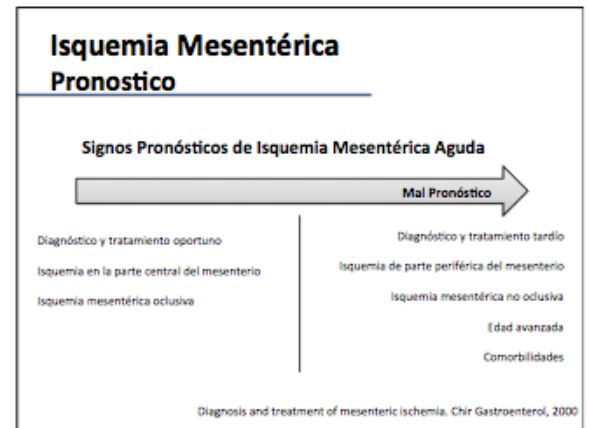 Isquemia Mesentérica
Pronostico
Signos Pronósticos de Isquemia Mesentérica Aguda
Mal Pronóstico
Diagnóstico y tratamiento oportuno
Isquemia en la parte central del mesenterio
Isquemia mesentérica oclusiva
Diagnóstico y tratamiento tardío
Isquemia de parte periférica del mesenterio
Isquemia mesentérica no oclusiva
Edad avanzada
Comorbilidades
Diagnosis and treatment of mesenteric ischemia. Chir Gastroenterol, 2000